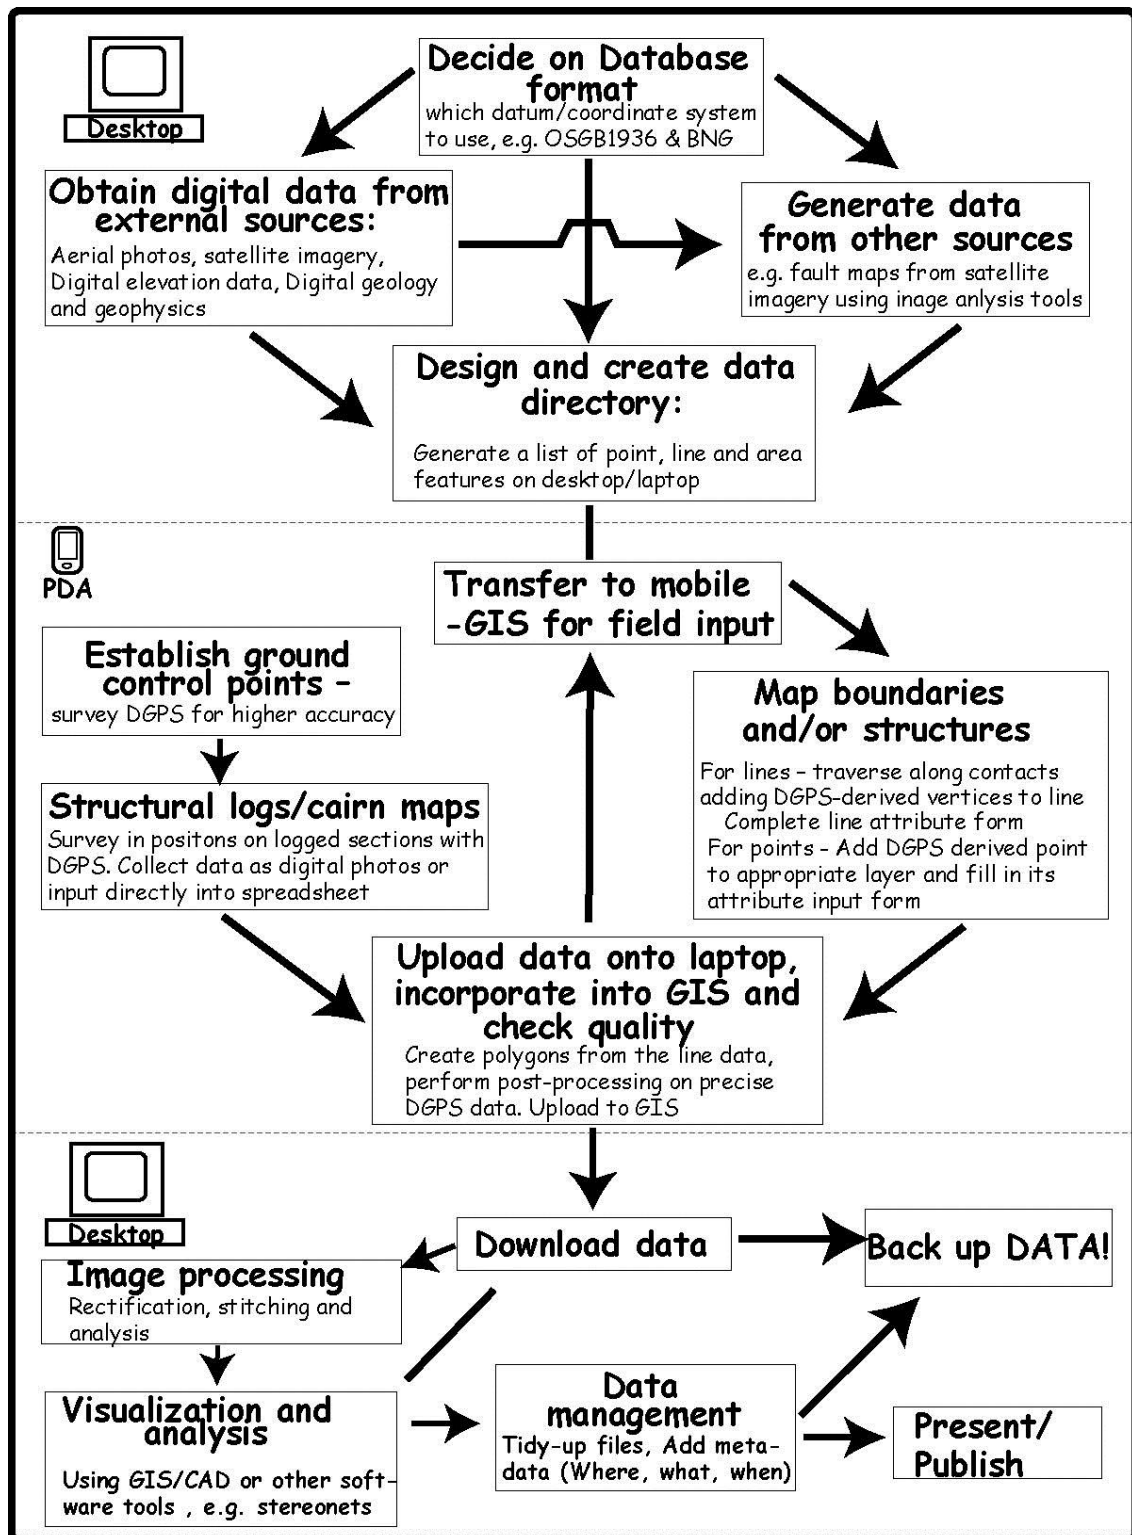 Desktop
Decide on Database
format
which datum/coordinate system
to use, e.g. OSGB1936 & BNG
Obtain digital data from
external sources:
Aerial photos, satellite imagery,
Digital elevation data, Digital geology
and geophysics
Generate data
from other sources
e.g. fault maps from satellite
imagery using inage anlysis tools
Design and create data
directory:
Generate a list of point, line and area
features on desktop/laptop
PDA
Transfer to mobile
-GIS for field input
Establish ground
control points -
survey DGPS for higher accuracy
Map boundaries
and/or structures
For lines - traverse along contacts
adding DGPS-derived vertices to line
Complete line attribute form
For points - Add DGPS derived point
to appropriate layer and fill in its
attribute input form
Structural logs/cairn maps
Survey in positons on logged sections with
DGPS. Collect data as digital photos or
input directly into spreadsheet
Upload data onto laptop,
incorporate into GIS and
check quality
Create polygons from the line data,
perform post-processing on precise
DGPS data. Upload to GIS
Desktop
Download data
Back up DATA!
Image processing
Rectification, stitching and
analysis
Visualization and
analysis
Using GIS/CAD or other soft-
ware tools , e.g. stereonets
Data
management
Tidy-up files, Add meta-
data (Where, what, when)
Present/
Publish